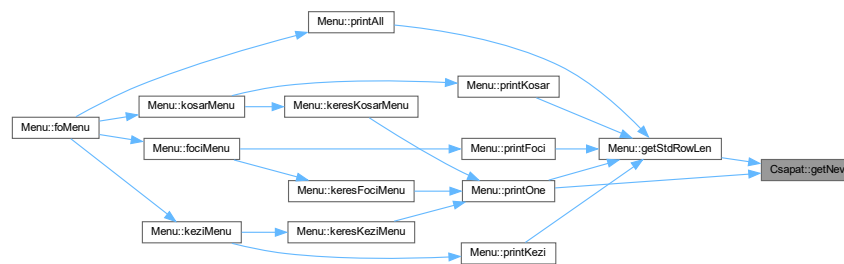 Menu::printAll
Menu::printKosar
Menu::kosarMenu
Menu::keresKosarMenu
Menu::foMenu
Menu::fociMenu
Menu::printFoci
Menu::getStdRowLen
Csapat::getNev
Menu::keresFociMenu
Menu::printOne
Menu::keziMenu
Menu::keresKeziMenu
Menu::printKezi